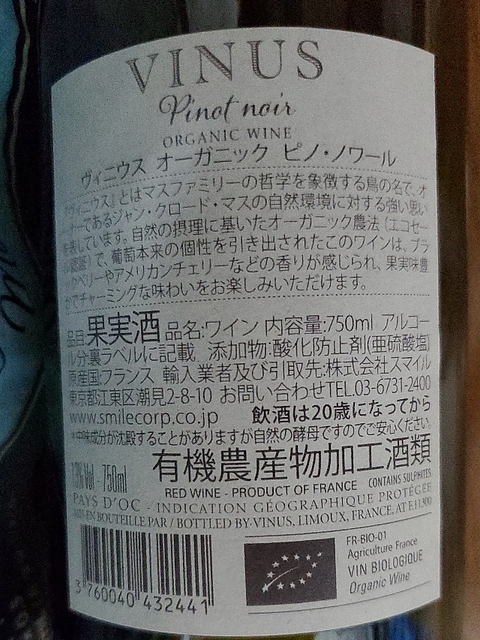 VINUS
Pinot noir
ORGANIC WINE
ヴィニウス オーガニック ピノ・ノワール
『ヴィニウス』とはマスファミリーの哲学を象徴する鳥の名で、オ
ーナーであるジャン・クロード・マスの自然環境に対する強い思い
を表しています。自然の摂理に基いたオーガニック農法(エコセー
ル認証)で、葡萄本来の個性を引き出されたこのワインは、ブラッ
クベリーやアメリカンチェリーなどの香りが感じられ、果実味豊
かでチャーミングな味わいをお楽しみいただけます。
品目:果実酒 品名:ワイン 内容量:750ml アルコー
ル分:裏ラベルに記載 添加物:酸化防止剤(亜硫酸塩)
原産国:フランス 輸入業者及び引取先:株式会社スマイル
東京都江東区潮見2-8-10 お問い合わせTEL.03-6731-2400
www.smilecorp.co.jp 飲酒は20歳になってから
*中味成分が沈殿することがありますが自然の酵母ですのでご安心ください。
有機農産物加工酒類
Vol - 750ml
RED WINE - PRODUCT OF FRANCE CONTAINS SULPHITES
PAYS D'OC - INDICATION GÉOGRAPHIQUE PROTÉGÉE
MIS EN BOUTEILLE PAR / BOTTLED BY VINUS, LIMOUX, FRANCE, AT F.11300
FR-BIO-01
Agriculture France
VIN BIOLOGIQUE
Organic Wine
3 760040 432441